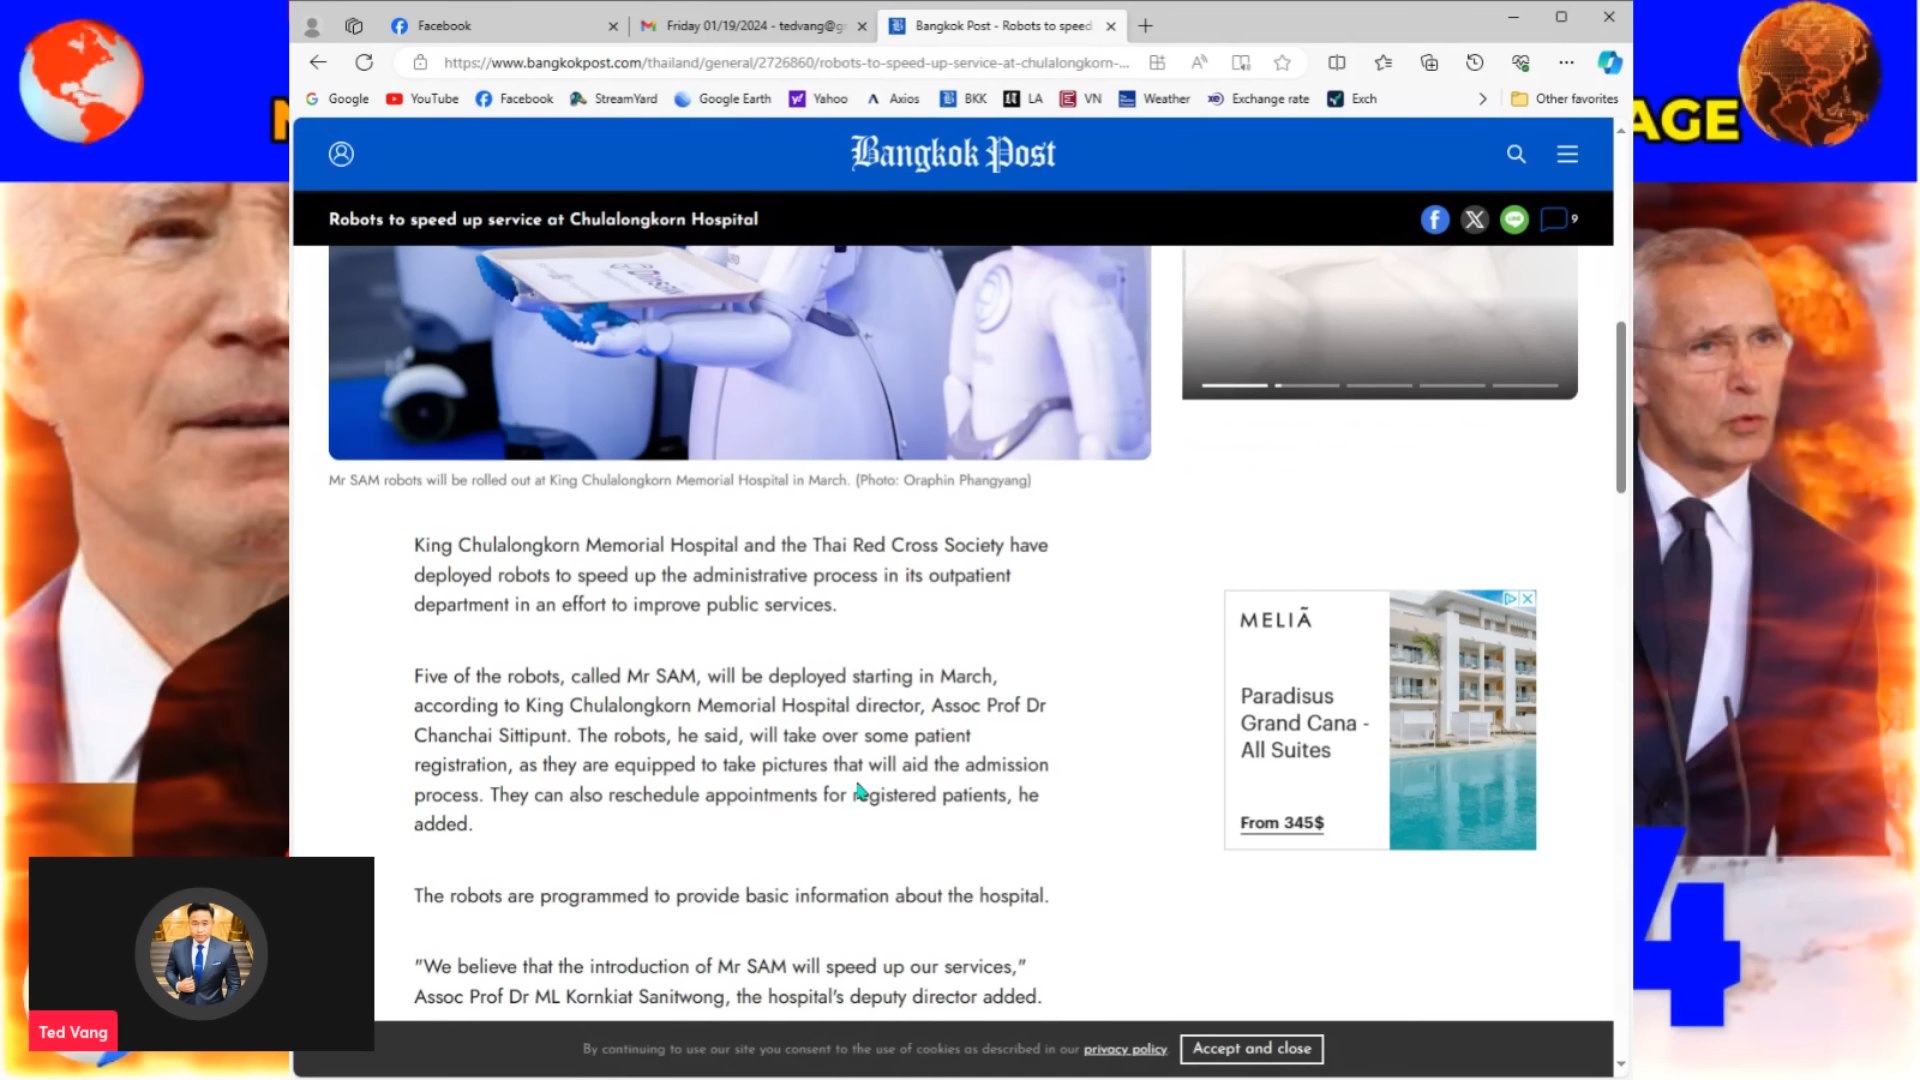 Facebook
Friday 01/19/2024 - tedvang@g
Bangkok Post - Robots to speed
https://www.bangkokpost.com/thailand/general/2726860/robots-to-speed-up-service-at-chulalongkorn-...
Google YouTube Facebook StreamYard Google Earth Yahoo Axios BKK LA VN Weather Exchange rate Exch Other favorites
AGE
Bangkok Post
Robots to speed up service at Chulalongkorn Hospital
9
Mr SAM robots will be rolled out at King Chulalongkorn Memorial Hospital in March. (Photo: Oraphin Phangyang)
King Chulalongkorn Memorial Hospital and the Thai Red Cross Society have
deployed robots to speed up the administrative process in its outpatient
department in an effort to improve public services.
Five of the robots, called Mr SAM, will be deployed starting in March,
according to King Chulalongkorn Memorial Hospital director, Assoc Prof Dr
Chanchai Sittipunt. The robots, he said, will take over some patient
registration, as they are equipped to take pictures that will aid the admission
process. They can also reschedule appointments for registered patients, he
added.
The robots are programmed to provide basic information about the hospital.
"We believe that the introduction of Mr SAM will speed up our services,"
Assoc Prof Dr ML Kornkiat Sanitwong, the hospital's deputy director added.
MELIÃ
Paradisus
Grand Cana -
All Suites
From 345$
4
Ted Vang
By continuing to use our site you consent to the use of cookies as described in our privacy policy
Accept and close